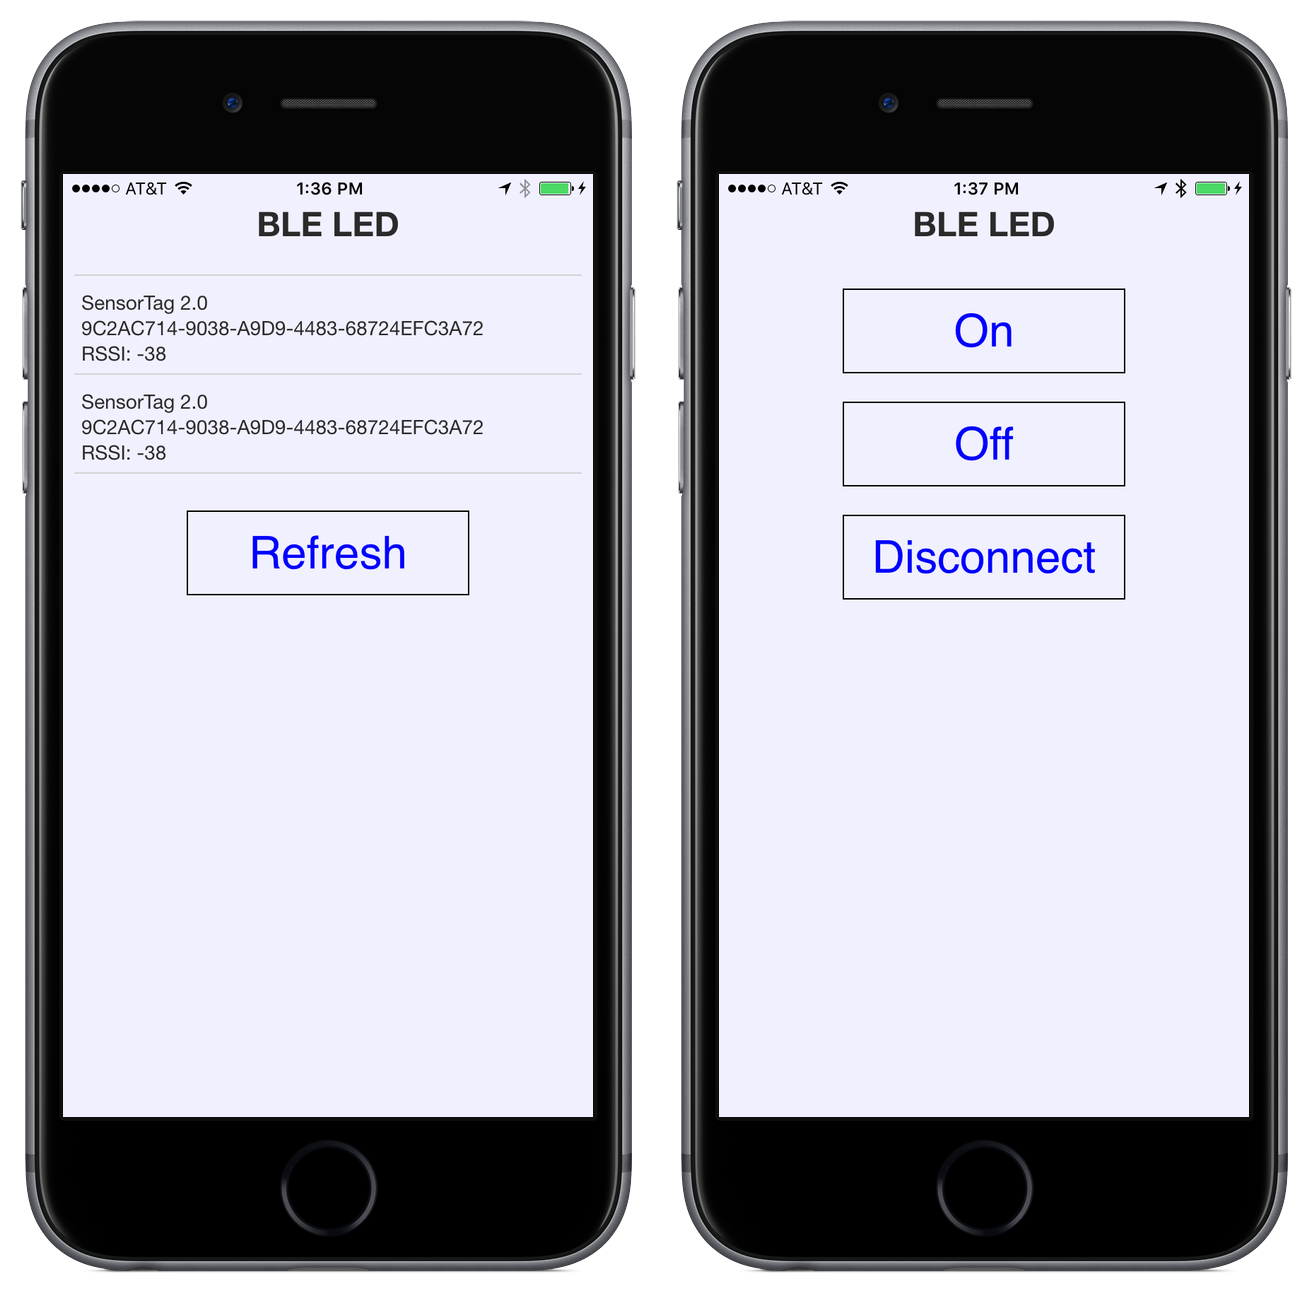 AT&T 1:36 PM
BLE LED
SensorTag 2.0
9C2AC714-9038-A9D9-4483-68724EFC3A72
RSSI: -38
SensorTag 2.0
9C2AC714-9038-A9D9-4483-68724EFC3A72
RSSI: -38
Refresh
AT&T 1:37 PM
BLE LED
On
Off
Disconnect